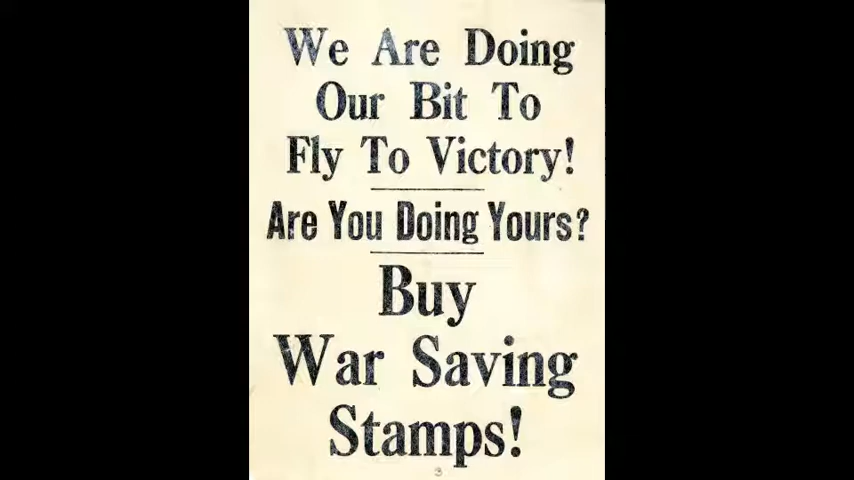 We Are Doing
Our Bit To
Fly To Victory!
Are You Doing Yours?
Buy
War Saving
Stamps!